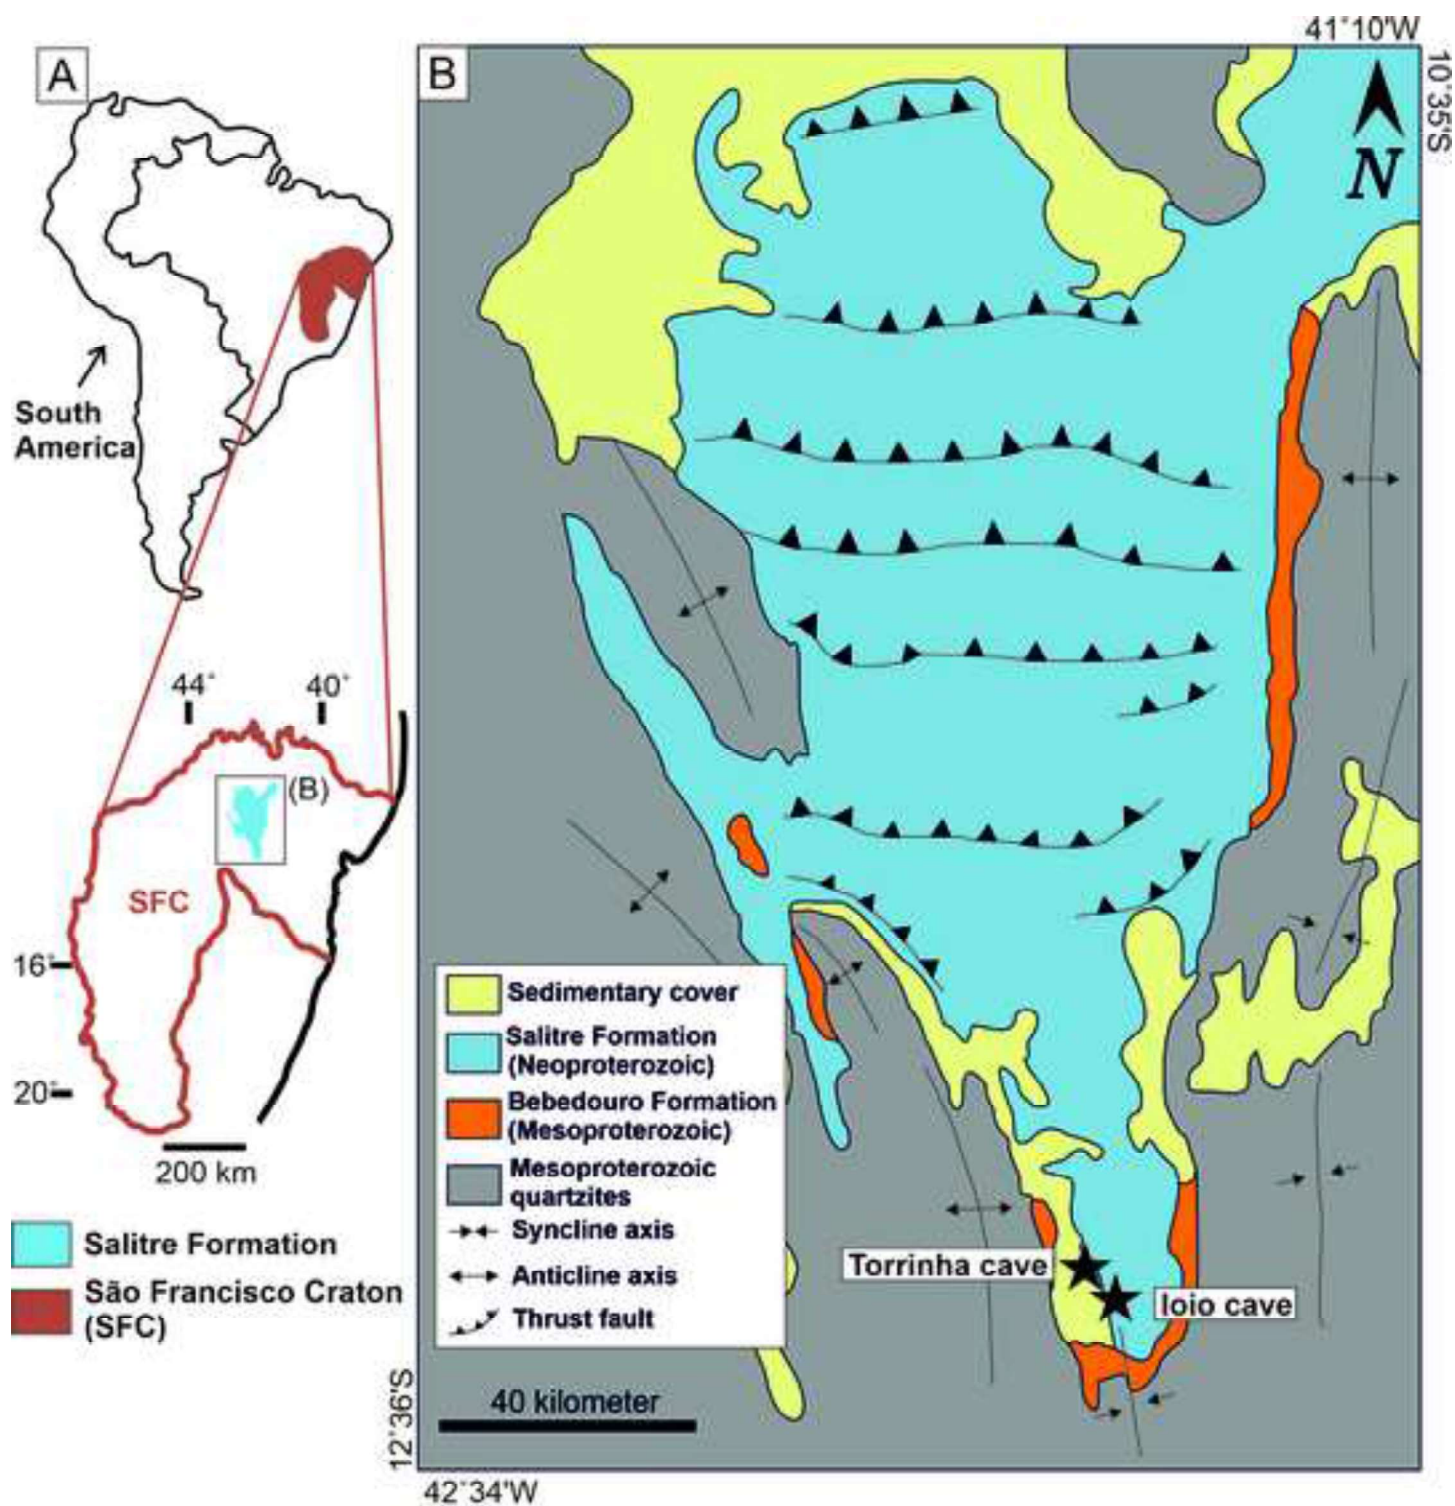 A
South
America
44°
40°
(B)
SFC
16°
20°
200 km
Salitre Formation
São Francisco Craton
(SFC)
B
41°10'W
10°35'S
N
Sedimentary cover
Salitre Formation
(Neoproterozoic)
Bebedouro Formation
(Mesoproterozoic)
Mesoproterozoic
quartzites
Syncline axis
Anticline axis
Thrust fault
Torrinha cave
Ioio cave
40 kilometer
12°36'S
42°34'W